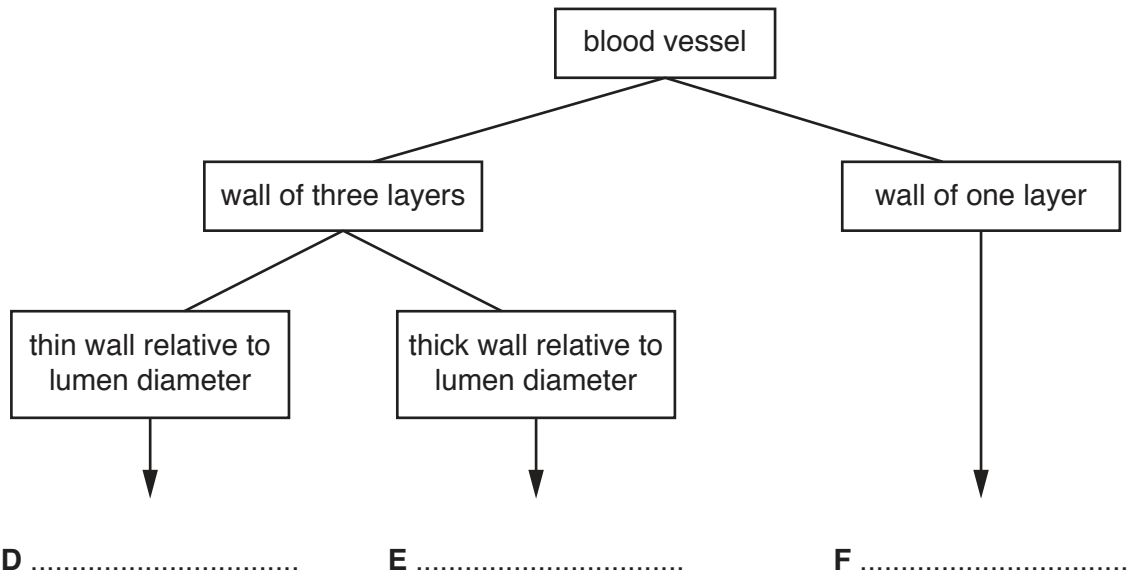 blood vessel
wall of three layers
wall of one layer
thin wall relative to
lumen diameter
thick wall relative to
lumen diameter
D ................................
E ................................
F ................................